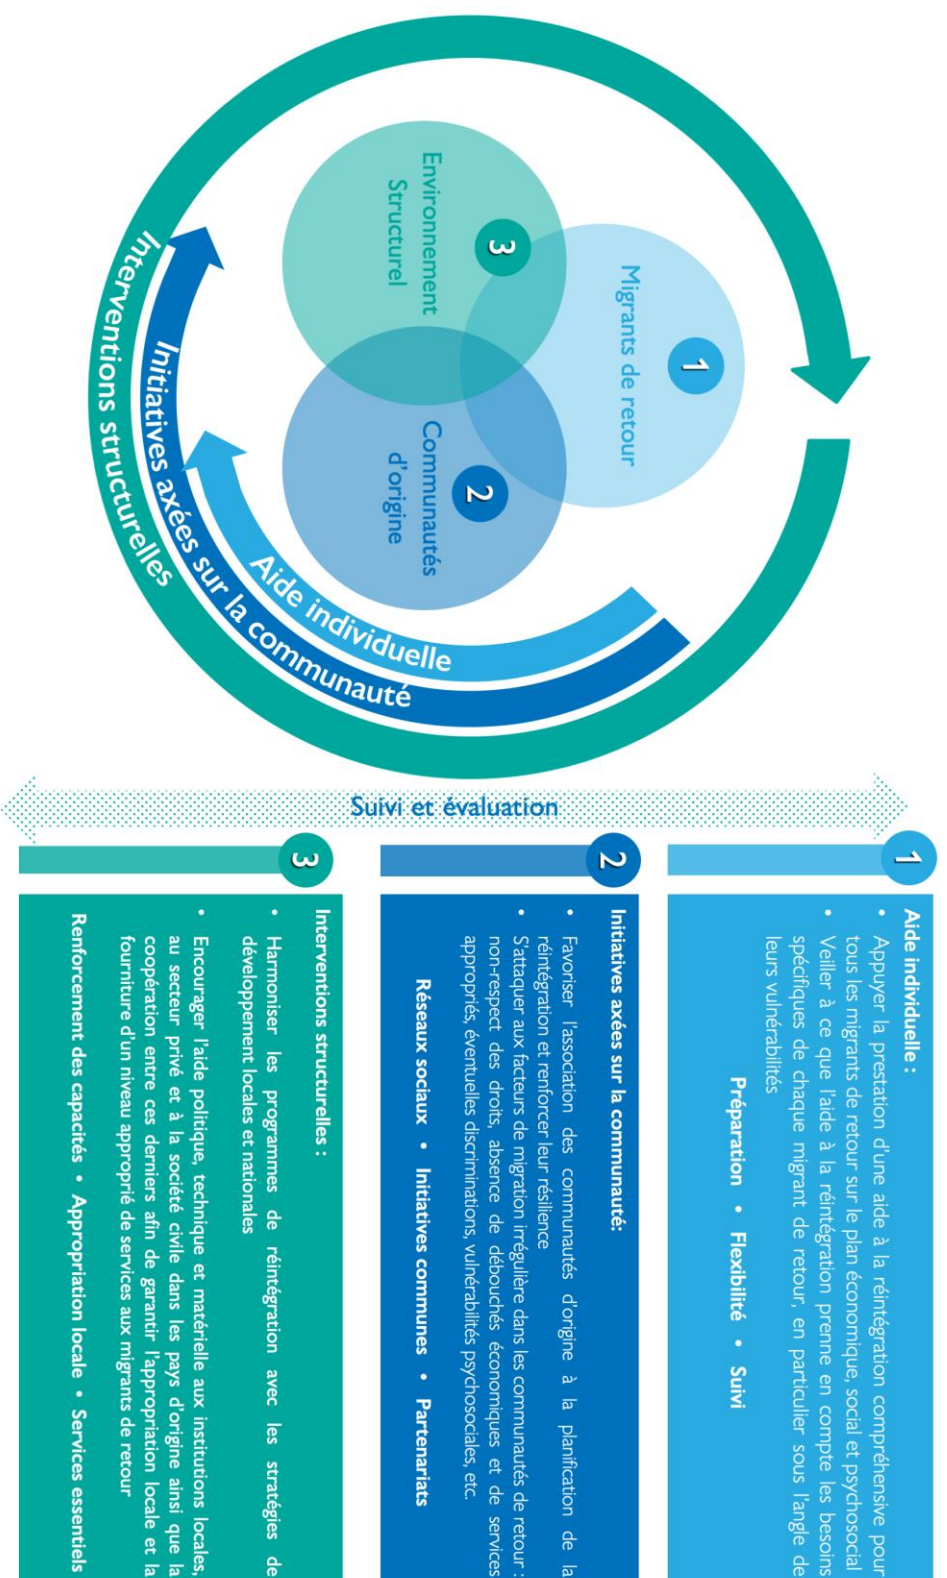 1
Migrants de retour
3
Environnement
Structurel
2
Communautés
d'origine
Aide individuelle
Initiatives axées sur la communauté
Interventions structurelles
Suivi et évaluation
1
Aide individuelle :
• Appuyer la prestation d'une aide à la réintégration compréhensive pour
tous les migrants de retour sur le plan économique, social et psychosocial
• Veiller à ce que l'aide à la réintégration prenne en compte les besoins
spécifiques de chaque migrant de retour, en particulier sous l'angle de
leurs vulnérabilités
Préparation • Flexibilité • Suivi
2
Initiatives axées sur la communauté:
• Favoriser l'association des communautés d'origine à la planification de la
réintégration et renforcer leur résilience
• S'attaquer aux facteurs de migration irrégulière dans les communautés de retour :
non-respect des droits, absence de débouchés économiques et de services
appropriés, éventuelles discriminations, vulnérabilités psychosociales, etc.
Réseaux sociaux • Initiatives communes • Partenariats
3
Interventions structurelles :
• Harmoniser les programmes de réintégration avec les stratégies de
développement locales et nationales
• Encourager l'aide politique, technique et matérielle aux institutions locales,
au secteur privé et à la société civile dans les pays d'origine ainsi que la
coopération entre ces derniers afin de garantir l'appropriation locale et la
fourniture d'un niveau approprié de services aux migrants de retour
Renforcement des capacités • Appropriation locale • Services essentiels